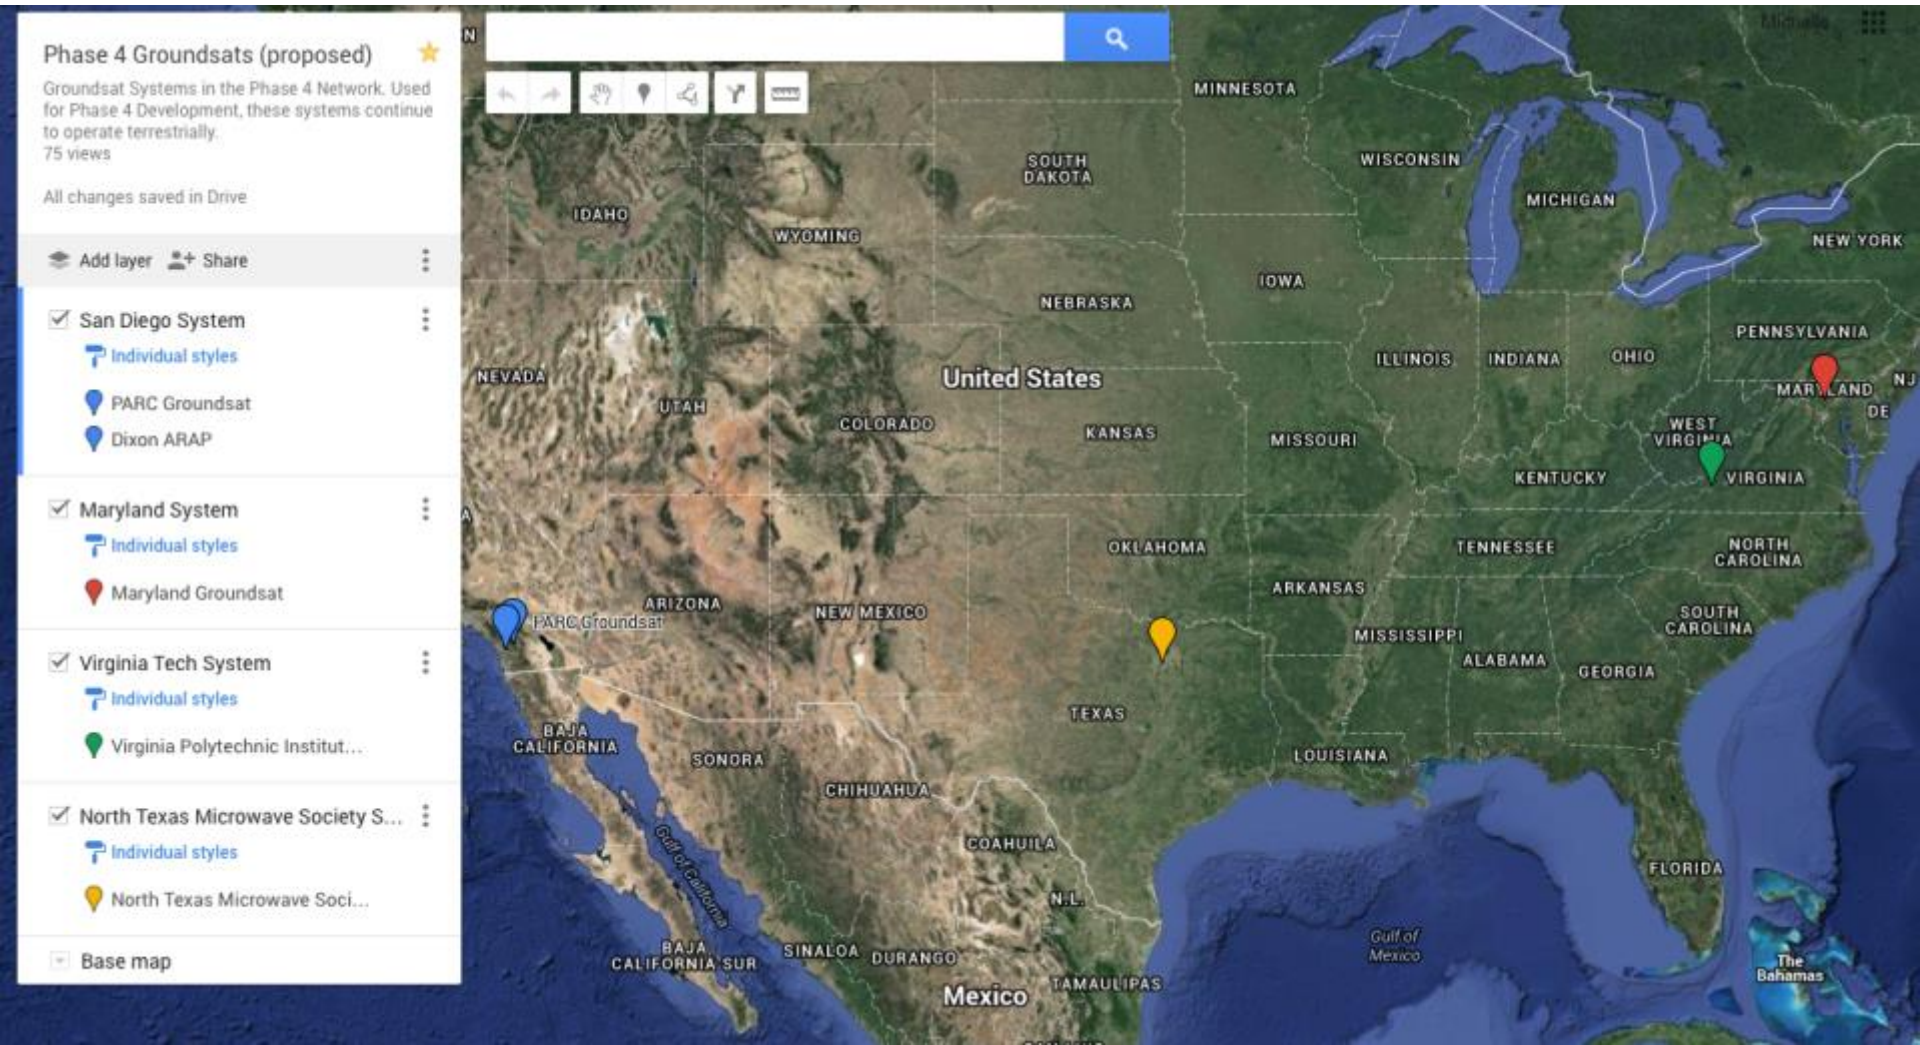 Phase 4 Groundsats (proposed)
Groundsat Systems in the Phase 4 Network. Used
for Phase 4 Development, these systems continue
to operate terrestrially.
75 views
All changes saved in Drive
Add layer
Share
San Diego System
Individual styles
PARC Groundsat
Dixon ARAP
Maryland System
Individual styles
Maryland Groundsat
Virginia Tech System
Individual styles
Virginia Polytechnic Institut...
North Texas Microwave Society S...
Individual styles
North Texas Microwave Soci...
Base map
N
Michelle
MINNESOTA
SOUTH
DAKOTA
WISCONSIN
MICHIGAN
IDAHO
WYOMING
NEW YORK
IOWA
NEBRASKA
PENNSYLVANIA
ILLINOIS
INDIANA
OHIO
NEVADA
United States
MARYLAND
NJ
UTAH
DE
COLORADO
KANSAS
MISSOURI
WEST
VIRGINIA
KENTUCKY
VIRGINIA
A
OKLAHOMA
TENNESSEE
NORTH
CAROLINA
ARKANSAS
ARIZONA
NEW MEXICO
PARC Groundsat
SOUTH
CAROLINA
MISSISSIPPI
ALABAMA
GEORGIA
TEXAS
BAJA
CALIFORNIA
SONORA
LOUISIANA
CHIHUAHUA
COAHUILA
Gulf of California
FLORIDA
N.L.
Gulf of
Mexico
BAJA
CALIFORNIA SUR
SINALOA
DURANGO
The
Bahamas
TAMAULIPAS
Mexico